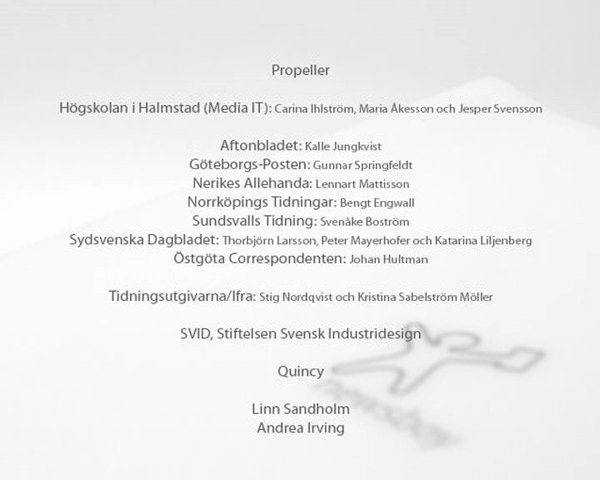 Propeller
Högskolan i Halmstad (Media IT): Carina Ihlström, Maria Åkesson och Jesper Svensson
Aftonbladet: Kalle Jungkvist
Göteborgs-Posten: Gunnar Springfeldt
Nerikes Allehanda: Lennart Mattisson
Norrköpings Tidningar: Bengt Engwall
Sundsvalls Tidning: Svenåke Boström
Sydsvenska Dagbladet: Thorbjörn Larsson, Peter Mayerhofer och Katarina Liljenberg
Östgöta Correspondenten: Johan Hultman
Tidningsutgivarna/Ifra: Stig Nordqvist och Kristina Sabelström Möller
SVID, Stiftelsen Svensk Industridesign
Quincy
newsboy
Linn Sandholm
Andrea Irving